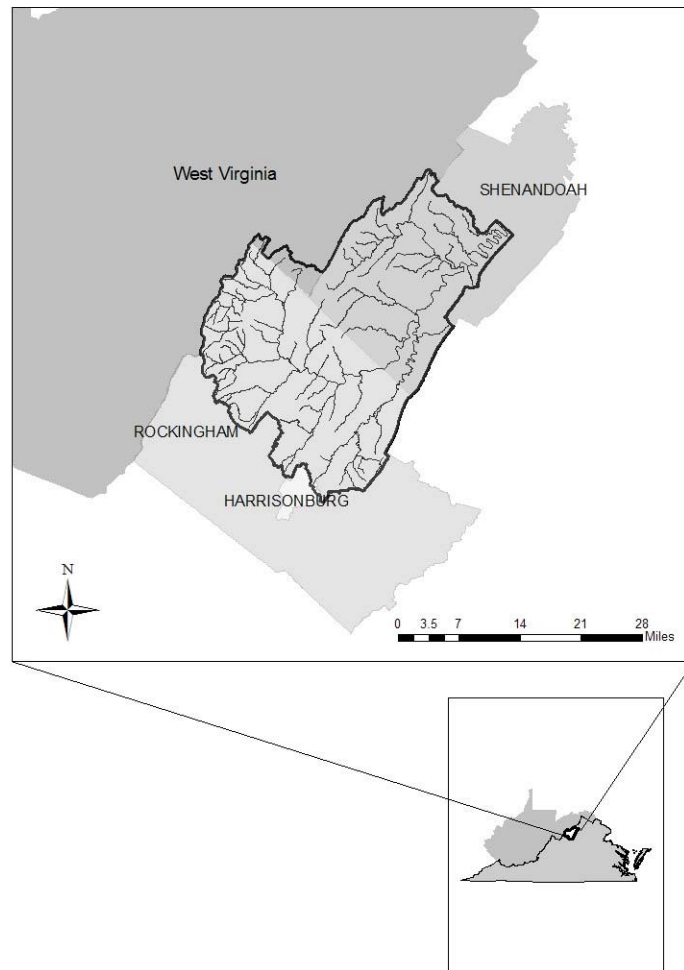 West Virginia
SHENANDOAH
ROCKINGHAM
HARRISONBURG
N
0 3.5 7 14 21 28
Miles